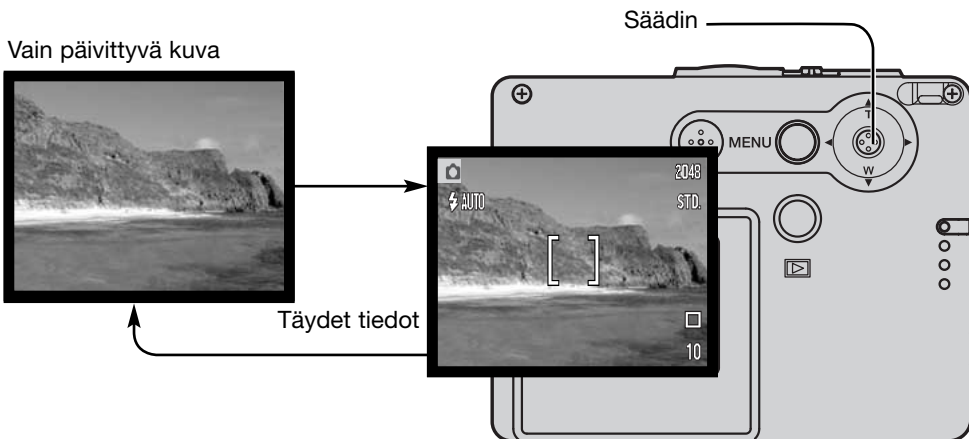 Säädin
Vain päivittyvä kuva
T
MENU
W
2048
AUTO
STD.
Täydet tiedot
10